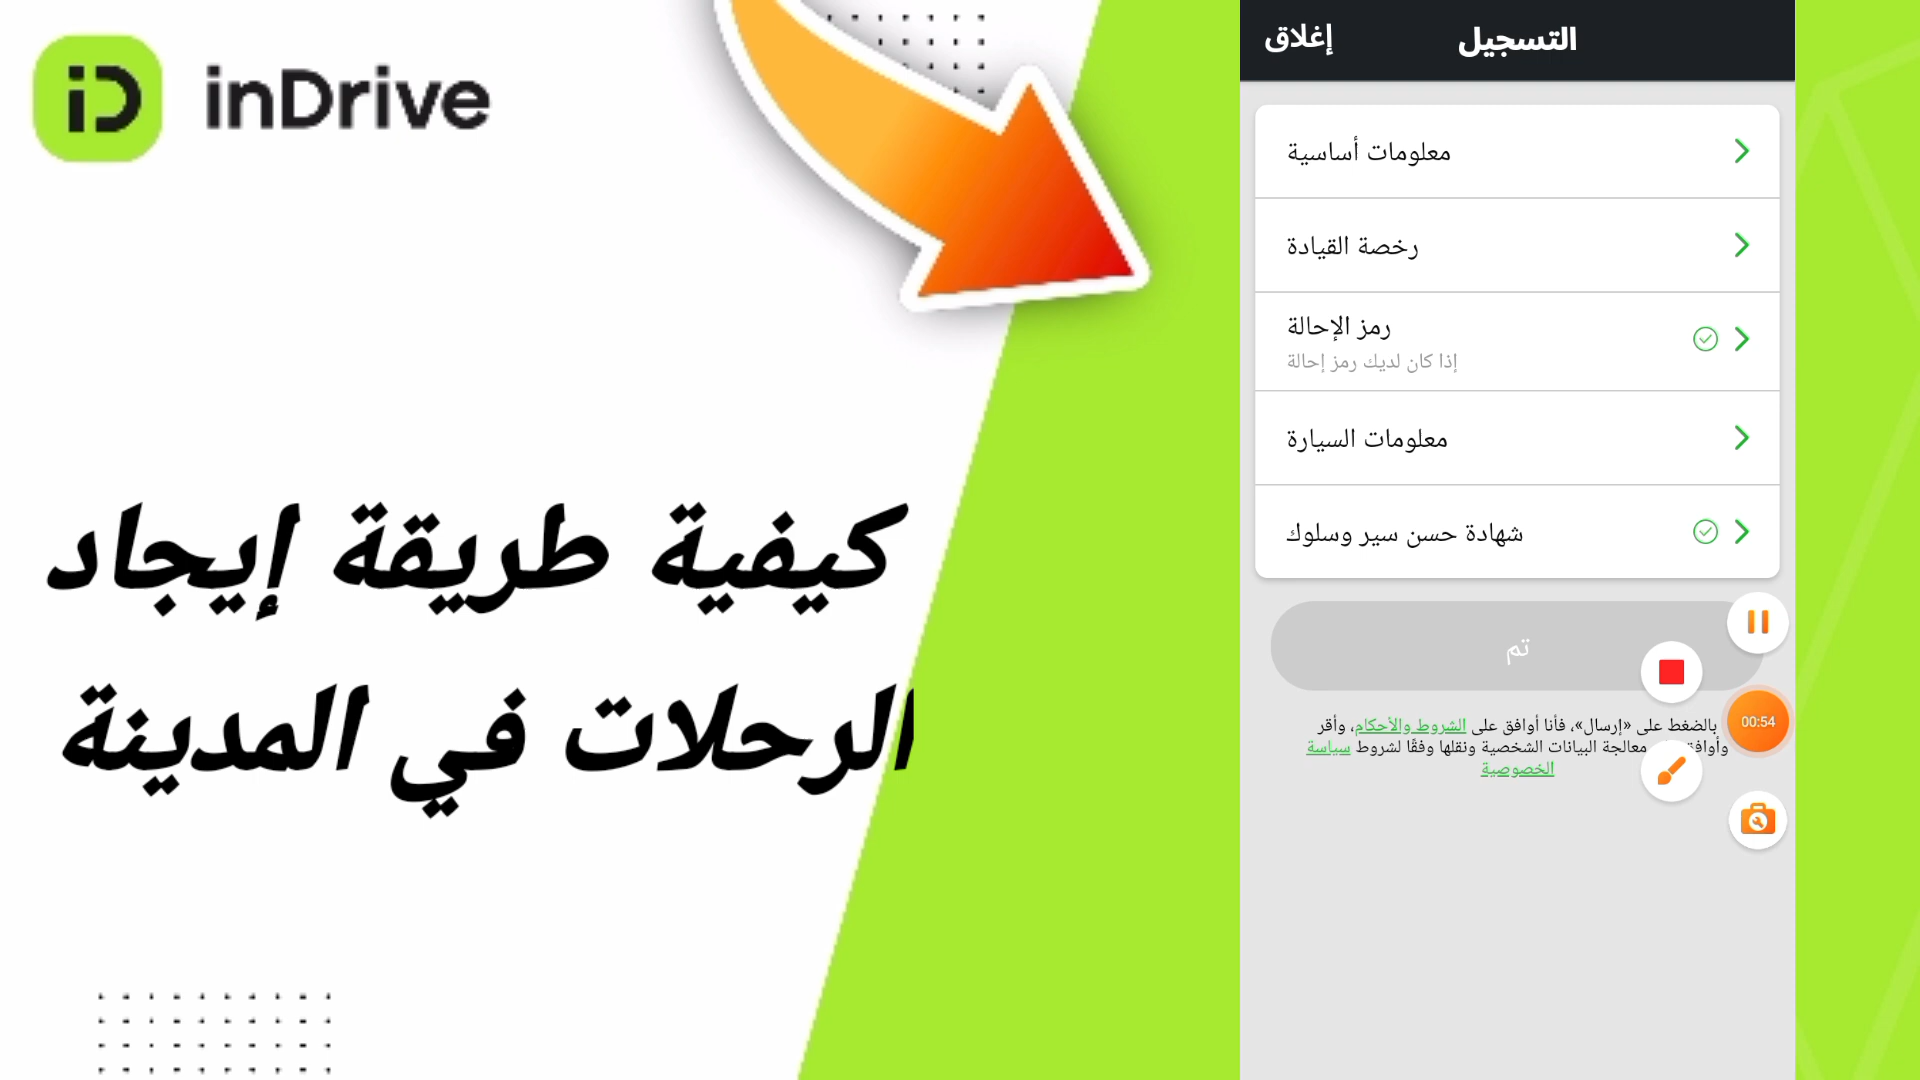 inDrive
كيفية طريقة إيجاد
الرحلات في المدينة
إغلاق
التسجيل
معلومات أساسية
رخصة القيادة
رمز الإحالة
إذا كان لديك رمز إحالة
معلومات السيارة
شهادة حسن سير وسلوك
تم
بالضغط على «إرسال»، فأنا أوافق على الشروط والأحكام، وأقر
معالجة البيانات الشخصية ونقلها وفقًا لشروط سياسة
الخصوصية
00:54